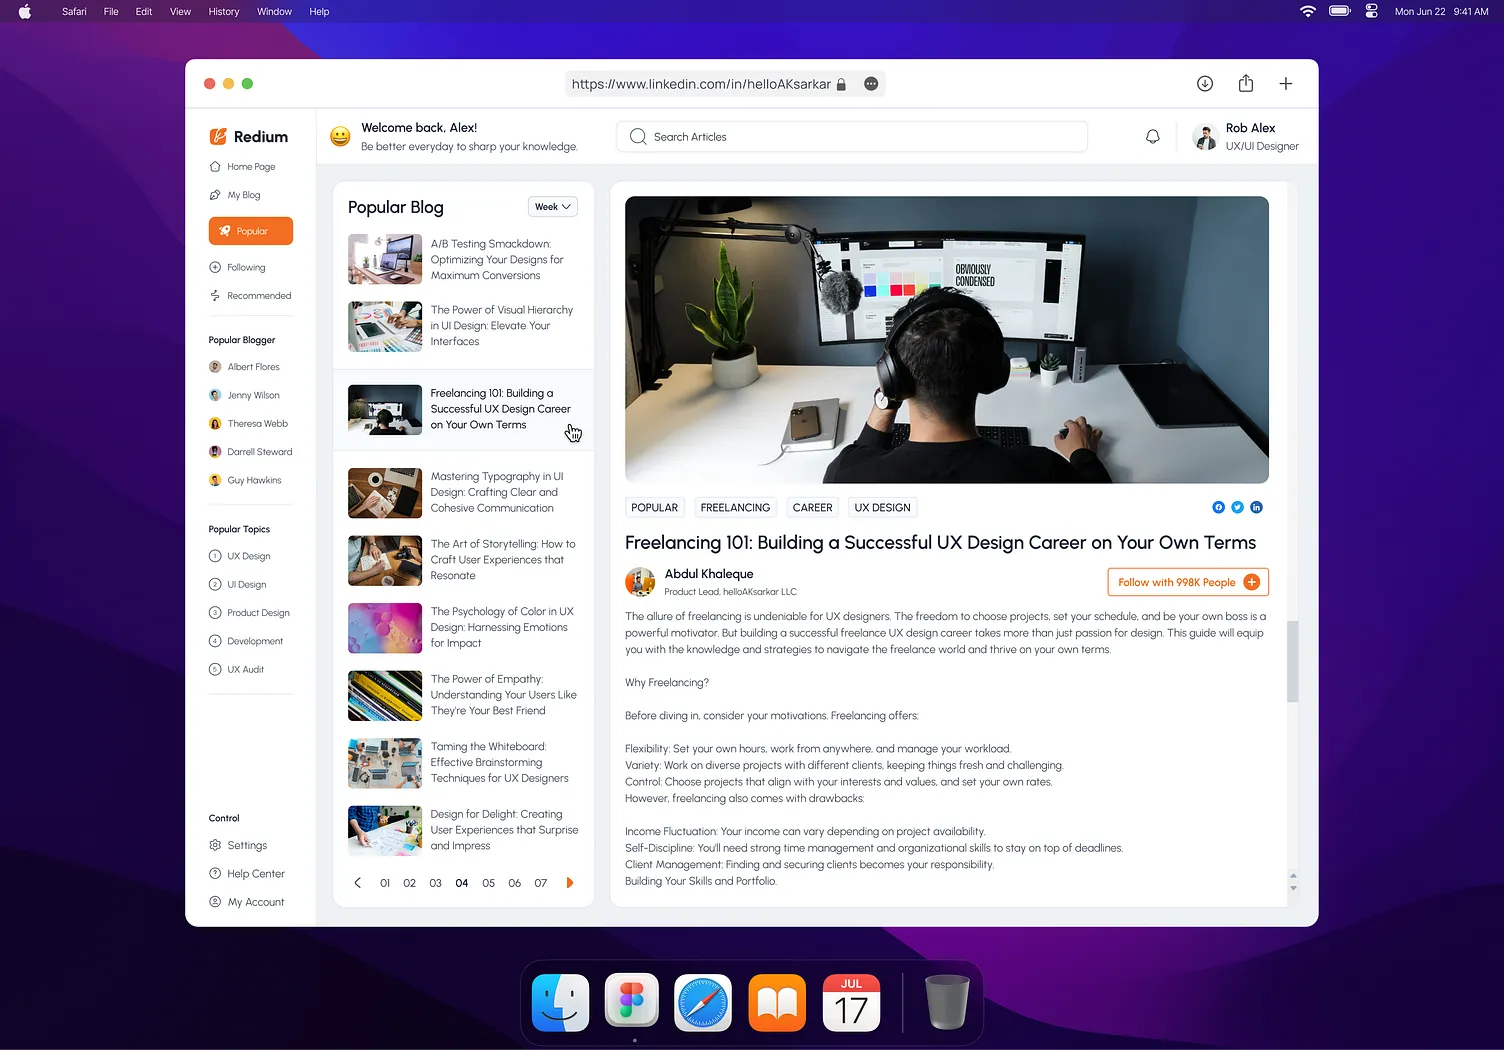 Safari File Edit View History Window Help
Mon Jun 22 9:41 AM
https://www.linkedin.com/in/helloAKsarkar
Redium
Home Page
My Blog
Popular
Following
Recommended
Popular Blogger
Albert Flores
Jenny Wilson
Theresa Webb
Darrell Steward
Guy Hawkins
Popular Topics
1 UX Design
2 UI Design
3 Product Design
4 Development
5 UX Audit
Control
Settings
Help Center
My Account
Welcome back, Alex!
Be better everyday to sharp your knowledge.
Search Articles
Rob Alex
UX/UI Designer
Popular Blog
Week
A/B Testing Smackdown:
Optimizing Your Designs for
Maximum Conversions
The Power of Visual Hierarchy
in UI Design: Elevate Your
Interfaces
Freelancing 101: Building a
Successful UX Design Career
on Your Own Terms
Mastering Typography in UI
Design: Crafting Clear and
Cohesive Communication
The Art of Storytelling: How to
Craft User Experiences that
Resonate
The Psychology of Color in UX
Design: Harnessing Emotions
for Impact
The Power of Empathy:
Understanding Your Users Like
They're Your Best Friend
Taming the Whiteboard:
Effective Brainstorming
Techniques for UX Designers
Design for Delight: Creating
User Experiences that Surprise
and Impress
01 02 03 04 05 06 07
OBVIOUSLY
CONDENSED
POPULAR FREELANCING CAREER UX DESIGN
Freelancing 101: Building a Successful UX Design Career on Your Own Terms
Abdul Khaleque
Product Lead, helloAKsarkar LLC
Follow with 998K People
The allure of freelancing is undeniable for UX designers. The freedom to choose projects, set your schedule, and be your own boss is a
powerful motivator. But building a successful freelance UX design career takes more than just passion for design. This guide will equip
you with the knowledge and strategies to navigate the freelance world and thrive on your own terms.
Why Freelancing?
Before diving in, consider your motivations. Freelancing offers:
Flexibility: Set your own hours, work from anywhere, and manage your workload.
Variety: Work on diverse projects with different clients, keeping things fresh and challenging.
Control: Choose projects that align with your interests and values, and set your own rates.
However, freelancing also comes with drawbacks:
Income Fluctuation: Your income can vary depending on project availability.
Self-Discipline: You'll need strong time management and organizational skills to stay on top of deadlines.
Client Management: Finding and securing clients becomes your responsibility.
Building Your Skills and Portfolio.
JUL
17